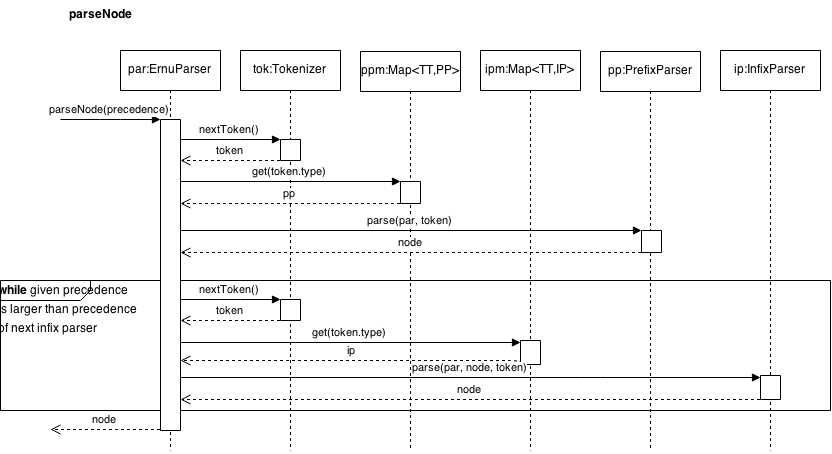 parseNode
par:ErnuParser
tok:Tokenizer
ppm:Map<TT,PP>
ipm:Map<TT,IP>
pp:PrefixParser
ip:InfixParser
parseNode(precedence)
nextToken()
token
get(token.type)
pp
parse(par, token)
node
while given precedence
s larger than precedence
of next infix parser
nextToken()
token
get(token.type)
ip
parse(par, node, token)
node
node